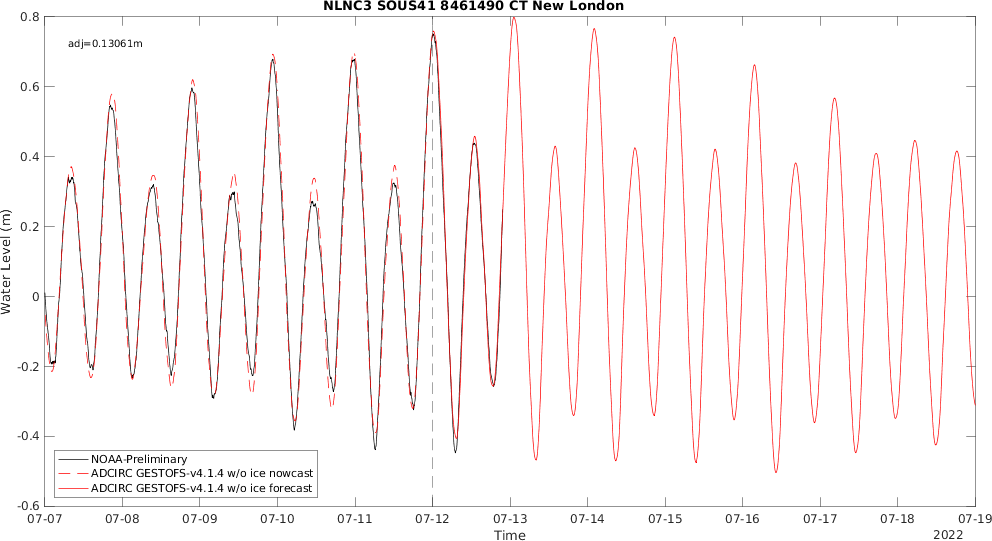 NLNC3 SOUS41 8461490 CT New London
adj=0.13061m
Water Level (m)
0.8
0.6
0.4
0.2
0
-0.2
-0.4
-0.6
NOAA-Preliminary
ADCIRC GESTOFS-v4.1.4 w/o ice nowcast
ADCIRC GESTOFS-v4.1.4 w/o ice forecast
07-07 07-08 07-09 07-10 07-11 07-12 07-13 07-14 07-15 07-16 07-17 07-18 07-19
Time
2022